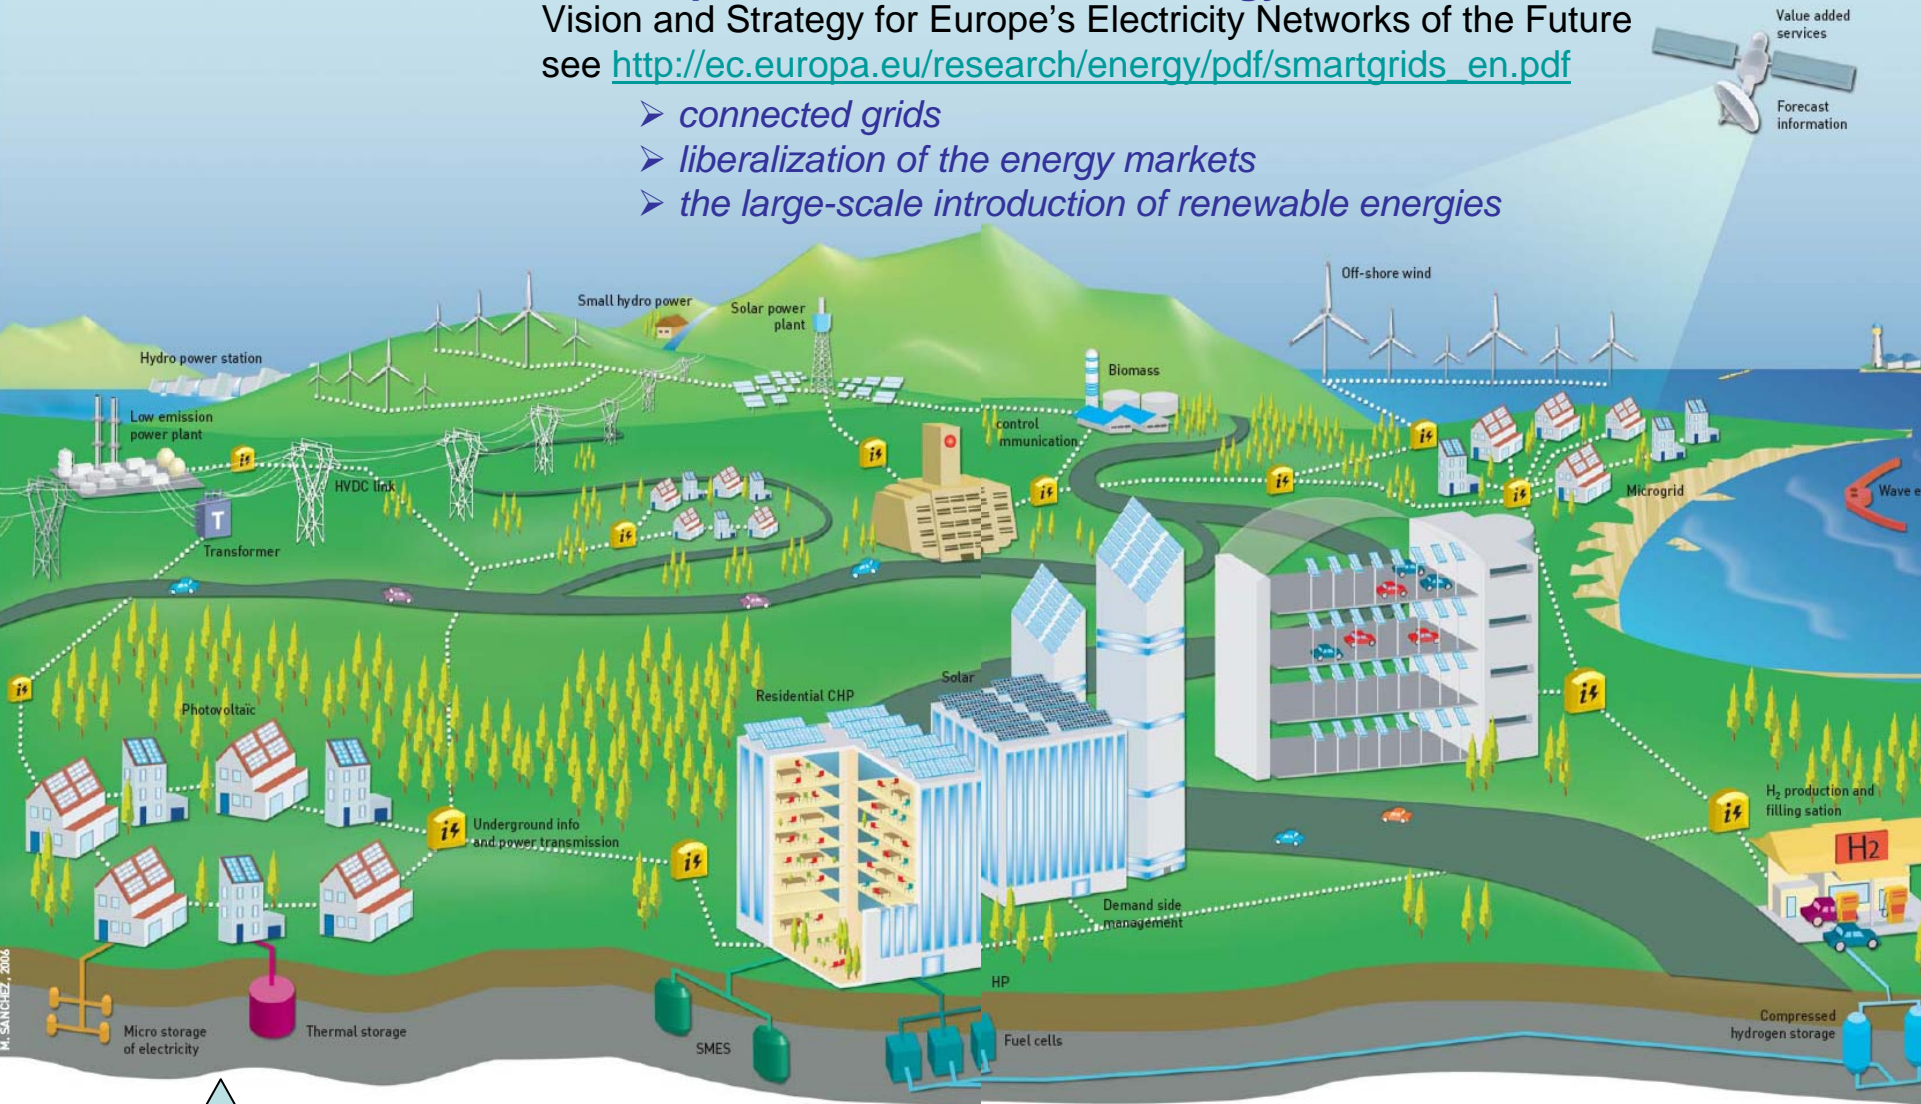 Vision and Strategy for Europe's Electricity Networks of the Future
see http://ec.europa.eu/research/energy/pdf/smartgrids_en.pdf
➢ connected grids
➢ liberalization of the energy markets
➢ the large-scale introduction of renewable energies
Value added
services
Forecast
information
Off-shore wind
Small hydro power
Solar power
plant
Hydro power station
Biomass
Low emission
power plant
control
mmunication
HVDC link
Microgrid
Wave e
T
Transformer
Solar
Residential CHP
Photovoltaïc
H2 production and
filling sation
Underground info
and power transmission
H2
Demand side
management
HP
Micro storage
of electricity
Thermal storage
SMES
Fuel cells
Compressed
hydrogen storage
M. SANCHEZ, 2006